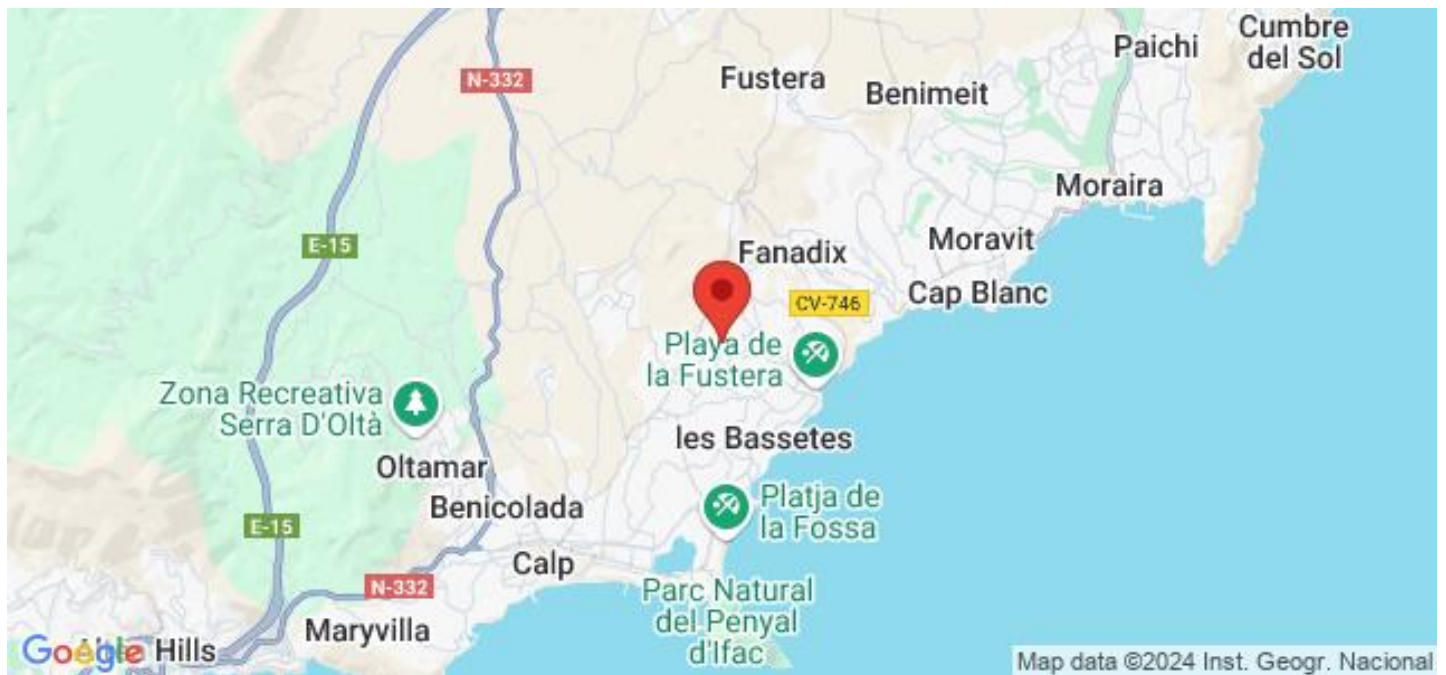 Cumbre
del Sol
Paichi
Fustera
N-332
Benimeit
Moraira
E-15
Fanadix
Moravit
Cap Blanc
CV-746
Playa de
la Fustera
Zona Recreativa
Serra D'Oltà
les Bassetes
Oltamar
Benicolada
Platja de
la Fossa
E-15
Calp
N-332
Parc Natural
del Penyal
d'Ifac
Maryvilla
Hills
Google
Map data ©2024 Inst. Geogr. Nacional